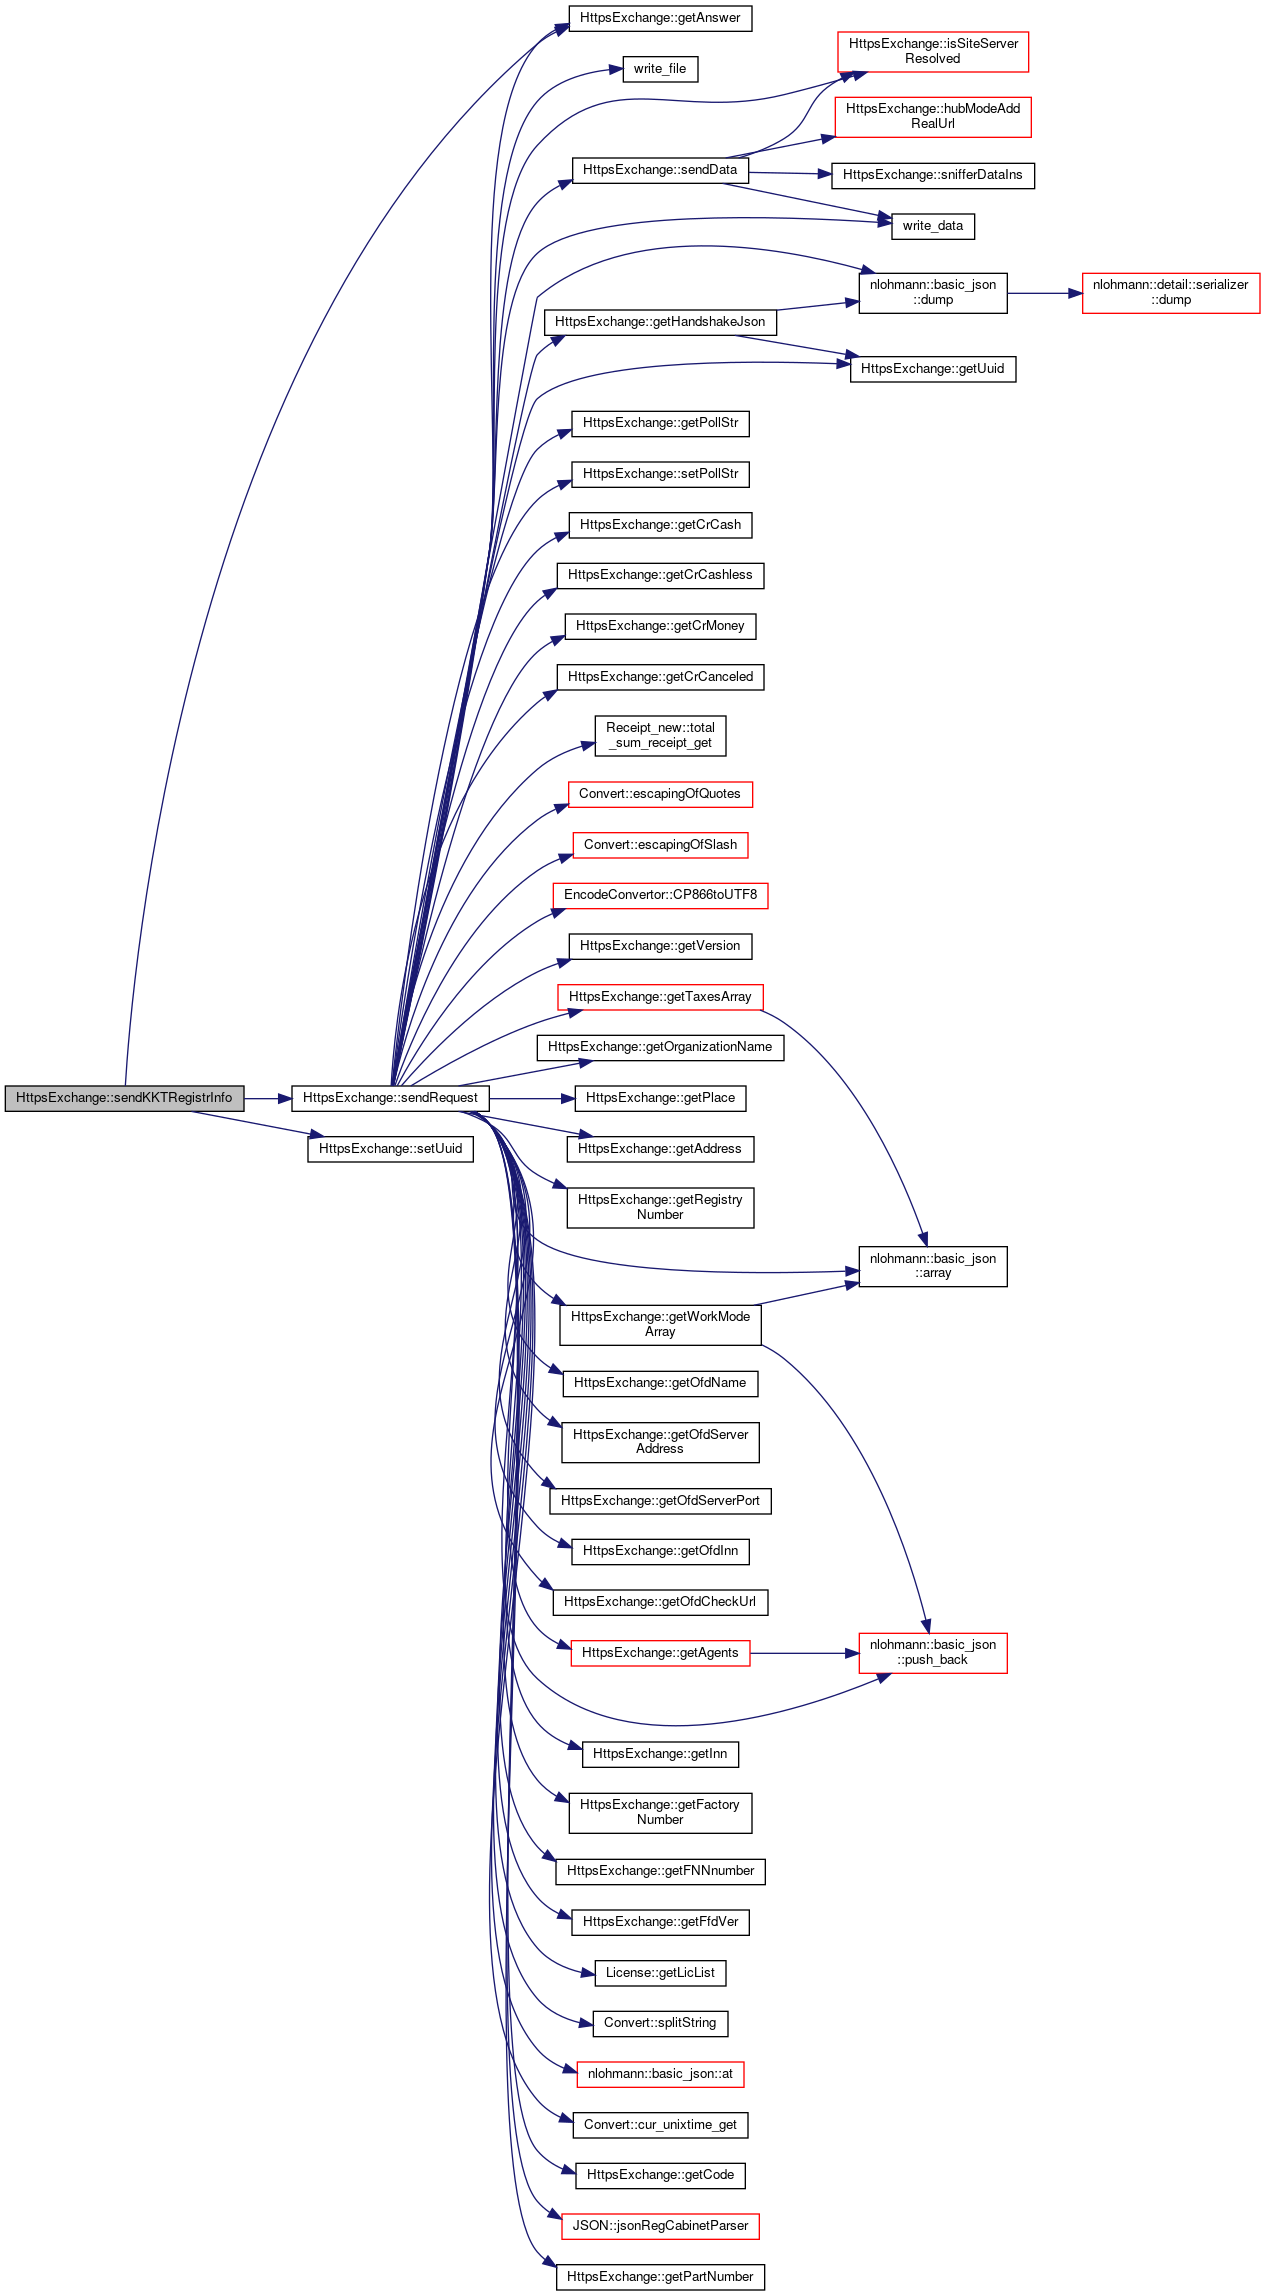 HttpsExchange::getAnswer
write_file
HttpsExchange::isSiteServer
Resolved
HttpsExchange::hubModeAdd
RealUrl
HttpsExchange::sendData
HttpsExchange::snifferDataIns
write_data
nlohmann::basic_json
::dump
nlohmann::detail::serializer
::dump
HttpsExchange::getHandshakeJson
HttpsExchange::getUuid
HttpsExchange::getPollStr
HttpsExchange::setPollStr
HttpsExchange::getCrCash
HttpsExchange::getCrCashless
HttpsExchange::getCrMoney
HttpsExchange::getCrCanceled
Receipt_new::total
_sum_receipt_get
Convert::escapingOfQuotes
Convert::escapingOfSlash
EncodeConvertor::CP866toUTF8
HttpsExchange::getVersion
HttpsExchange::getTaxesArray
HttpsExchange::getOrganizationName
HttpsExchange::sendKKTRegistrInfo
HttpsExchange::sendRequest
HttpsExchange::getPlace
HttpsExchange::setUuid
HttpsExchange::getAddress
HttpsExchange::getRegistry
Number
nlohmann::basic_json
::array
HttpsExchange::getWorkMode
Array
HttpsExchange::getOfdName
HttpsExchange::getOfdServer
Address
HttpsExchange::getOfdServerPort
HttpsExchange::getOfdInn
HttpsExchange::getOfdCheckUrl
HttpsExchange::getAgents
nlohmann::basic_json
::push_back
HttpsExchange::getInn
HttpsExchange::getFactory
Number
HttpsExchange::getFNNnumber
HttpsExchange::getFfdVer
License::getLicList
Convert::splitString
nlohmann::basic_json::at
Convert::cur_unixtime_get
HttpsExchange::getCode
JSON::jsonRegCabinetParser
HttpsExchange::getPartNumber